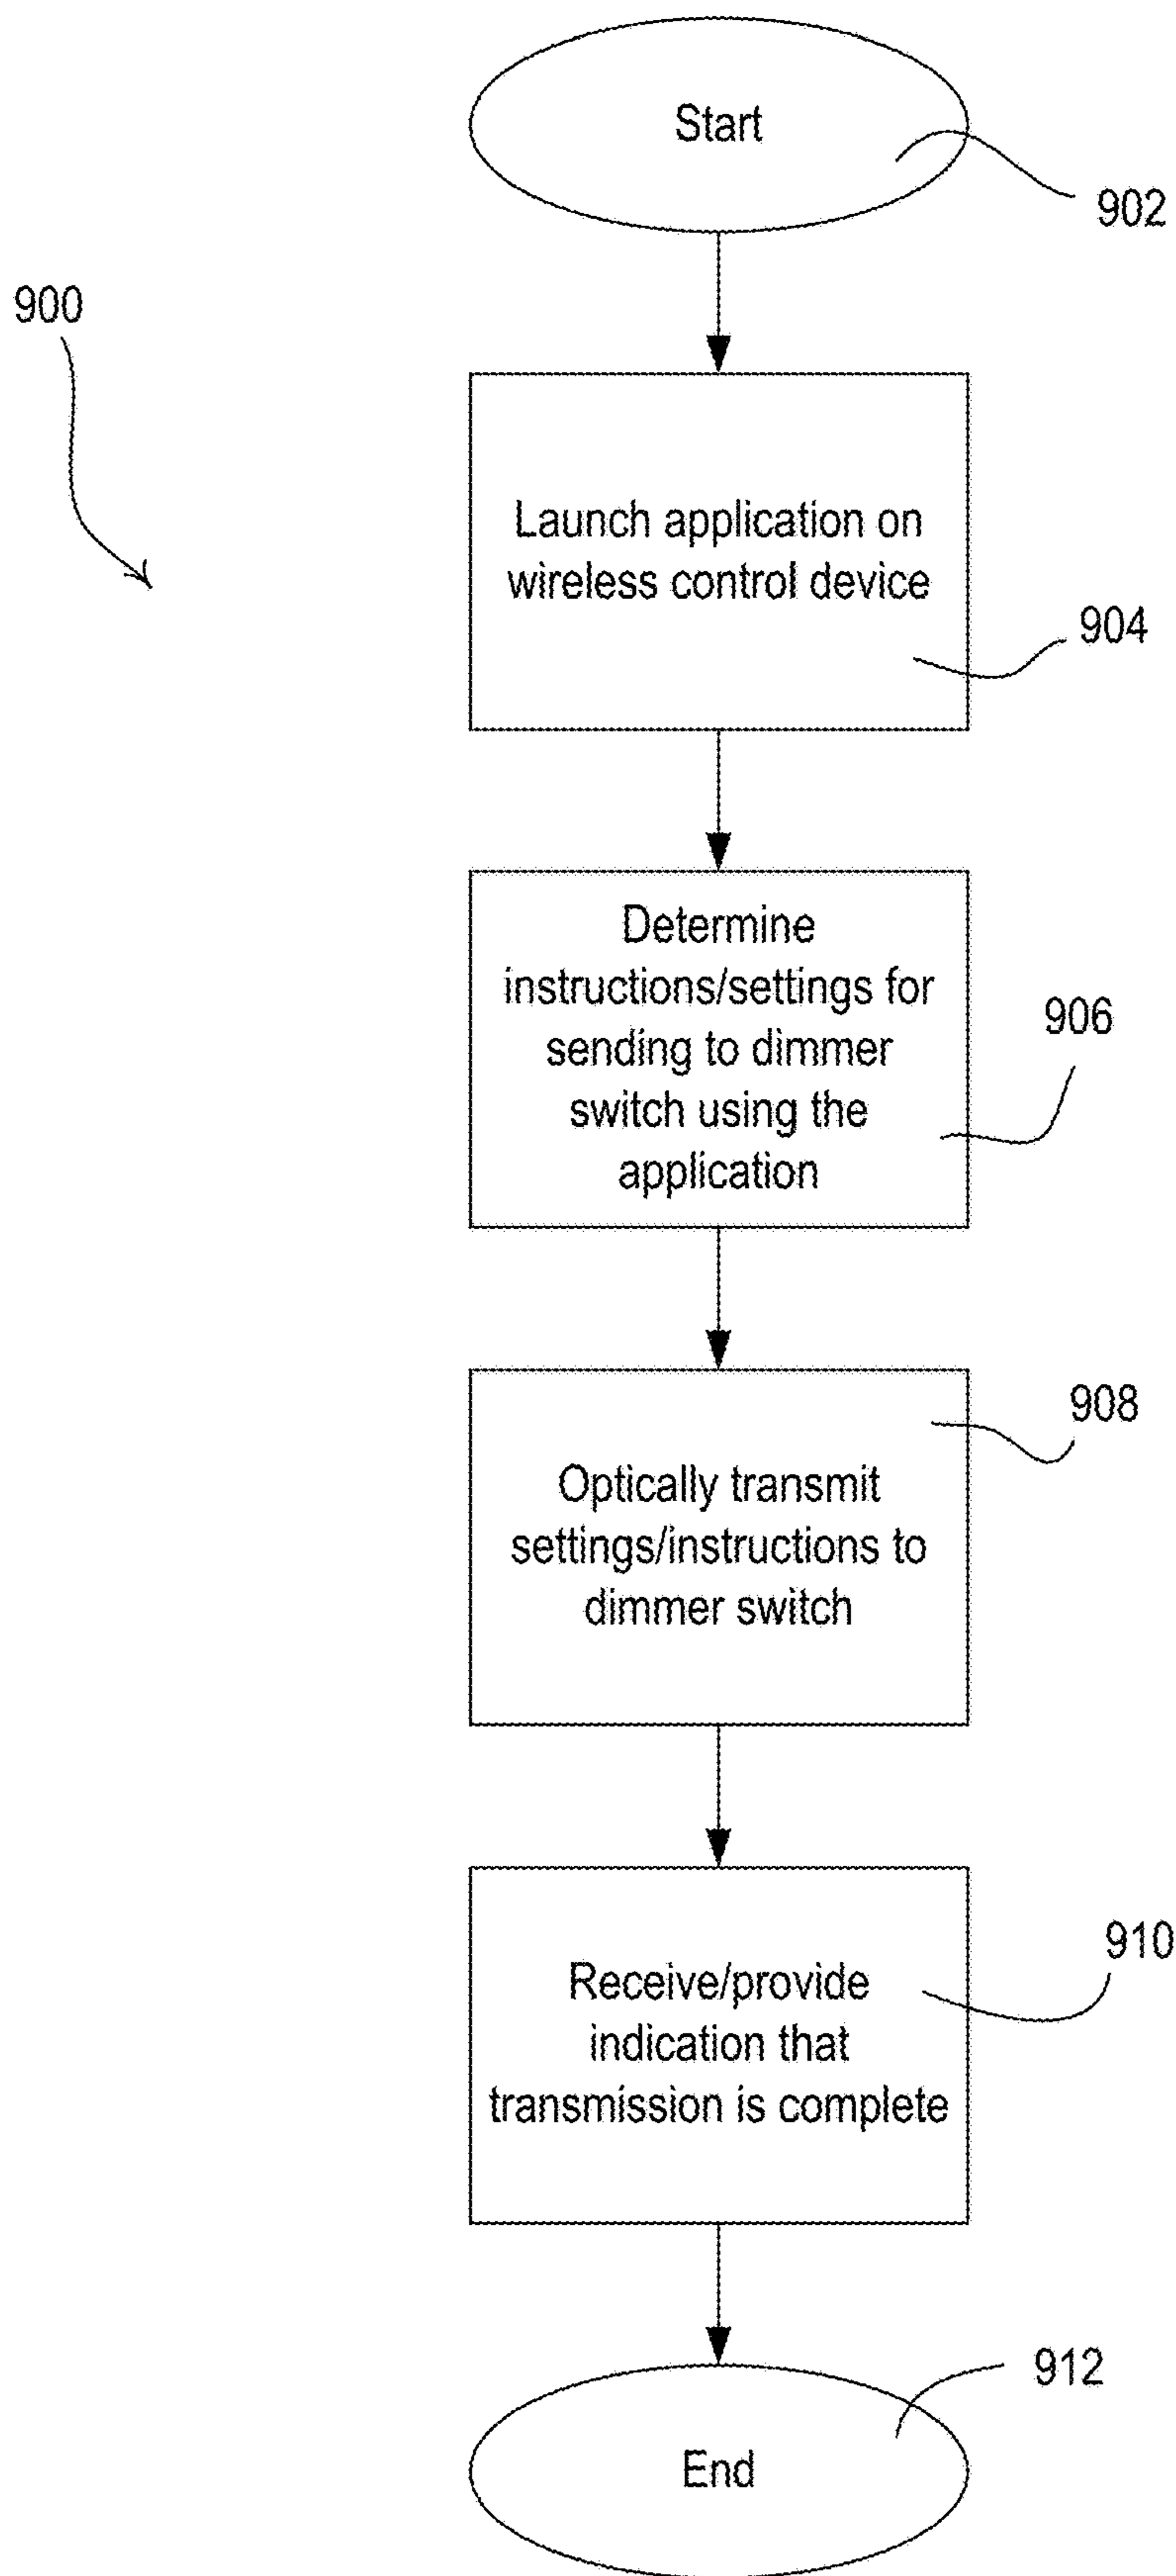 Start
902
900
Launch application on
wireless control device
904
Determine
instructions/settings for
sending to dimmer
switch using the
application
906
908
Optically transmit
settings/instructions to
dimmer switch
910
Receive/provide
indication that
transmission is complete
912
End